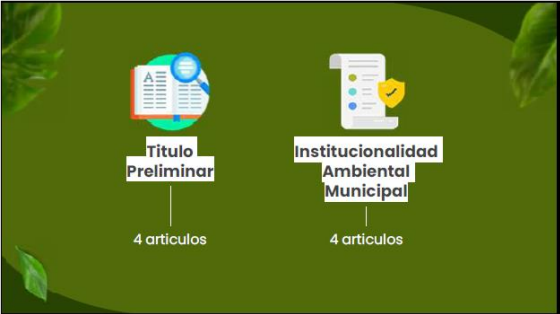 Titulo
Preliminar
4 articulos
Institucionalidad
Ambiental
Municipal
4 articulos